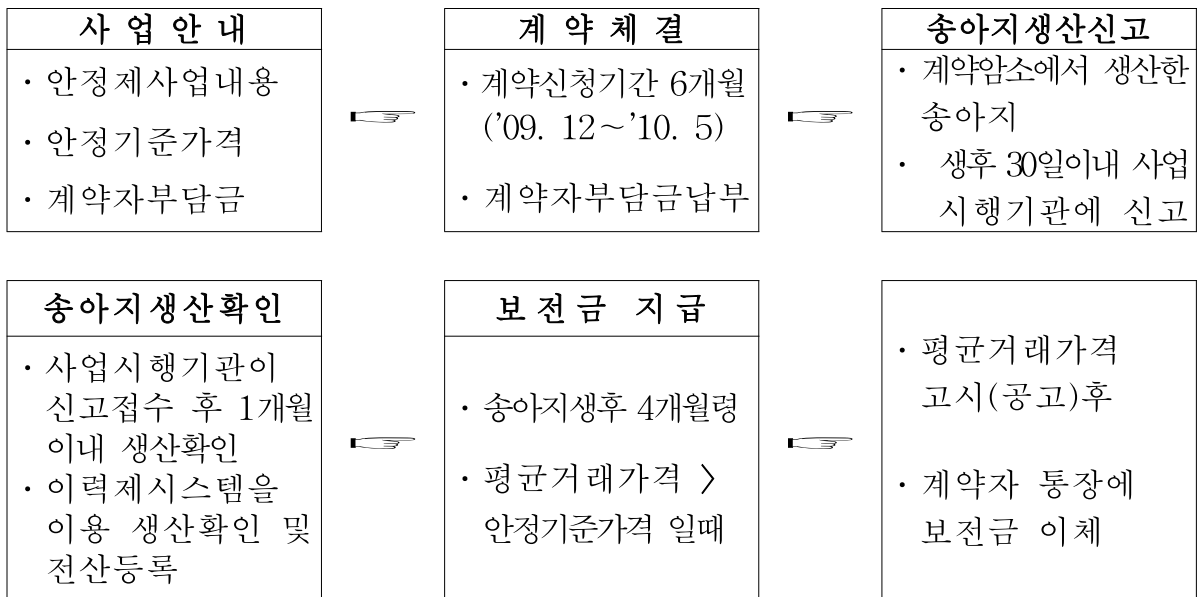 사 업 안 내
· 안정제사업내용
· 안정기준가격
· 계약자부담금
계 약 체 결
· 계약신청기간 6개월
('09. 12～'10. 5)
· 계약자부담금납부
송아지생산신고
· 계약암소에서 생산한
송아지
· 생후 30일이내 사업
시행기관에 신고
송아지생산확인
· 사업시행기관이
신고접수 후 1개월
이내 생산확인
· 이력제시스템을
이용 생산확인 및
전산등록
보전금 지급
· 송아지생후 4개월령
· 평균거래가격 〉
안정기준가격 일때
· 평균거래가격
고시(공고)후
· 계약자 통장에
보전금 이체